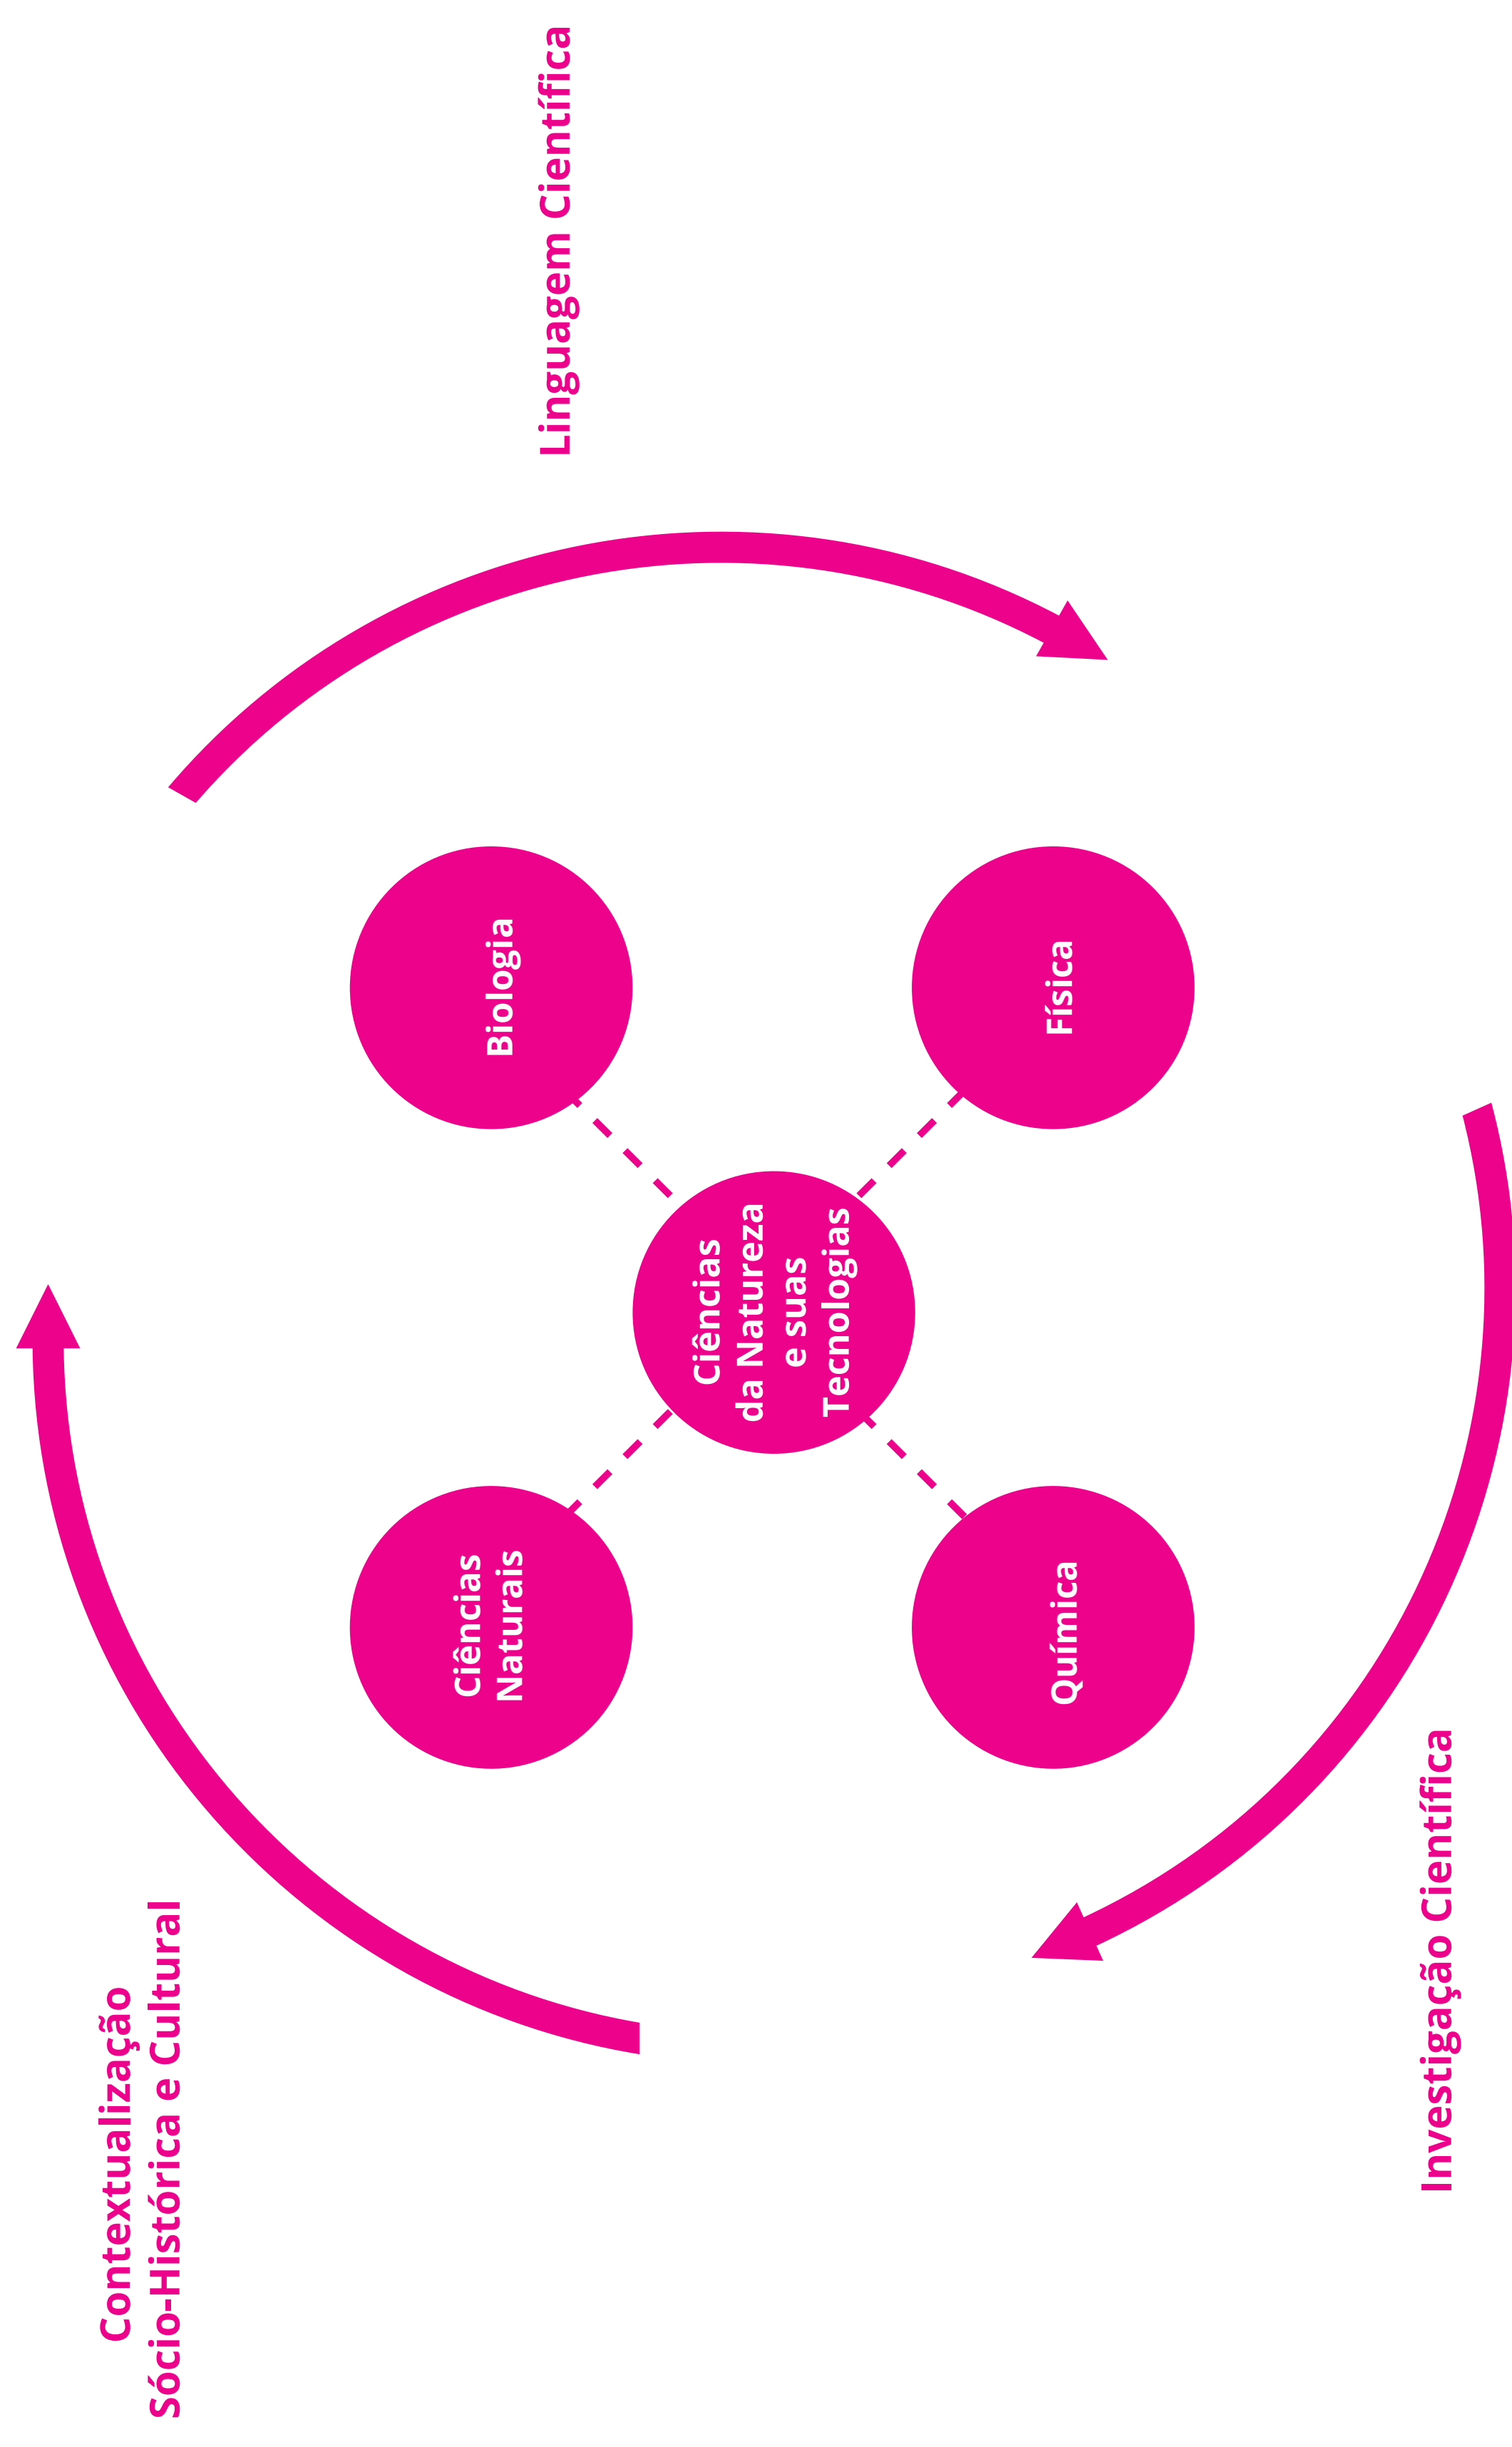 Contextualização
Sócio-Histórica e Cultural
Linguagem Científica
Ciências
Naturais
Biologia
Ciências
da Natureza
e suas
Tecnologias
Química
Física
Investigação Científica